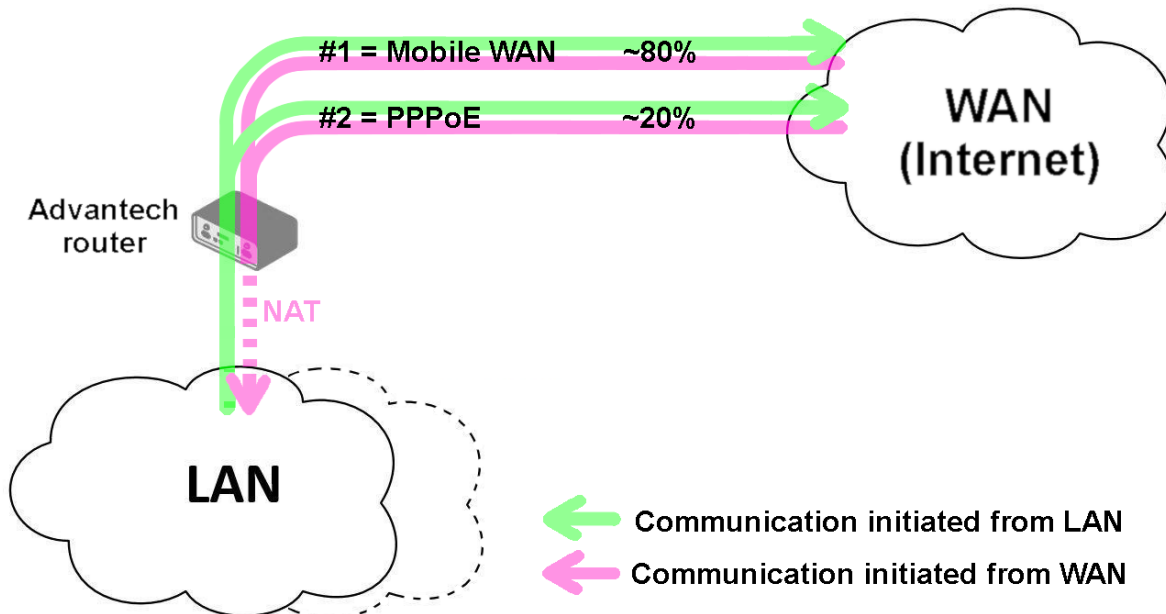 #1 = Mobile WAN ~80%
#2 = PPPoE ~20%
WAN
(Internet)
Advantech
router
NAT
LAN
Communication initiated from LAN
Communication initiated from WAN